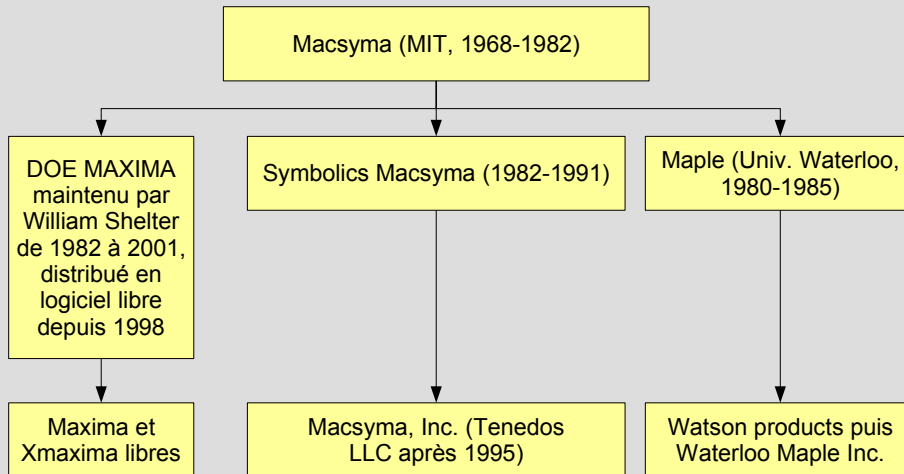 Macsyma (MIT, 1968-1982)
DOE MAXIMA
maintenu par
William Shelter
de 1982 à 2001,
distribué en
logiciel libre
depuis 1998
Symbolics Macsyma (1982-1991)
Maple (Univ. Waterloo,
1980-1985)
Maxima et
Xmaxima libres
Macsyma, Inc. (Tenedos
LLC après 1995)
Watson products puis
Waterloo Maple Inc.